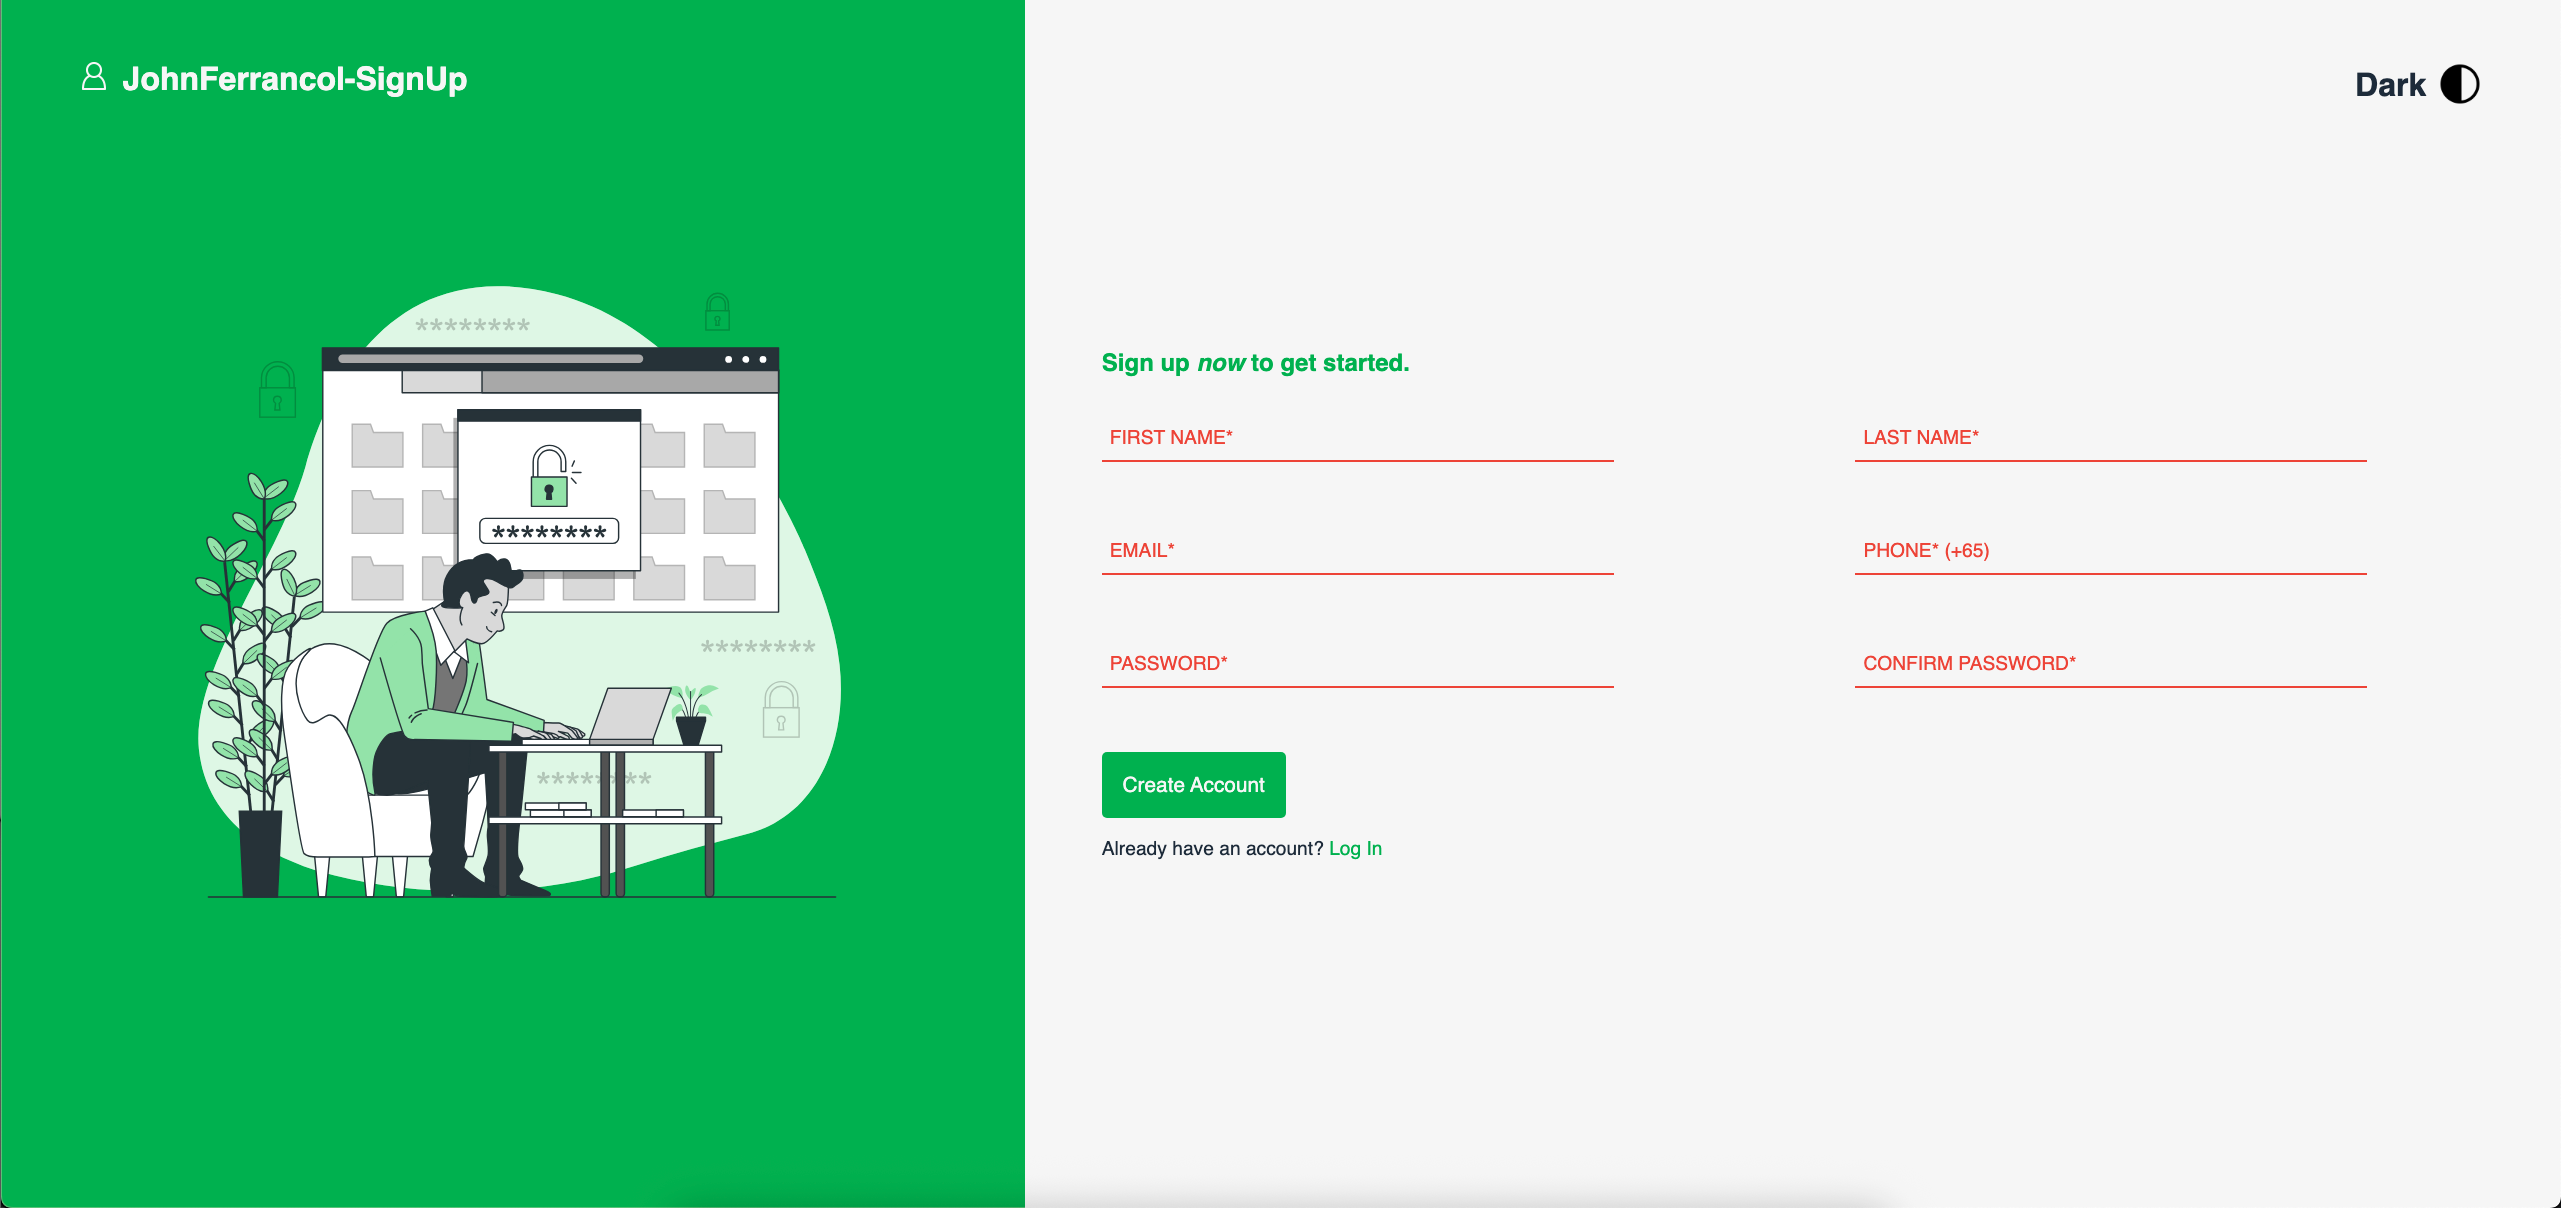 JohnFerrancol-SignUp
********
********
********
********
Dark
Sign up now to get started.
FIRST NAME*
LAST NAME*
EMAIL*
PHONE* (+65)
PASSWORD*
CONFIRM PASSWORD*
Create Account
Already have an account? Log In